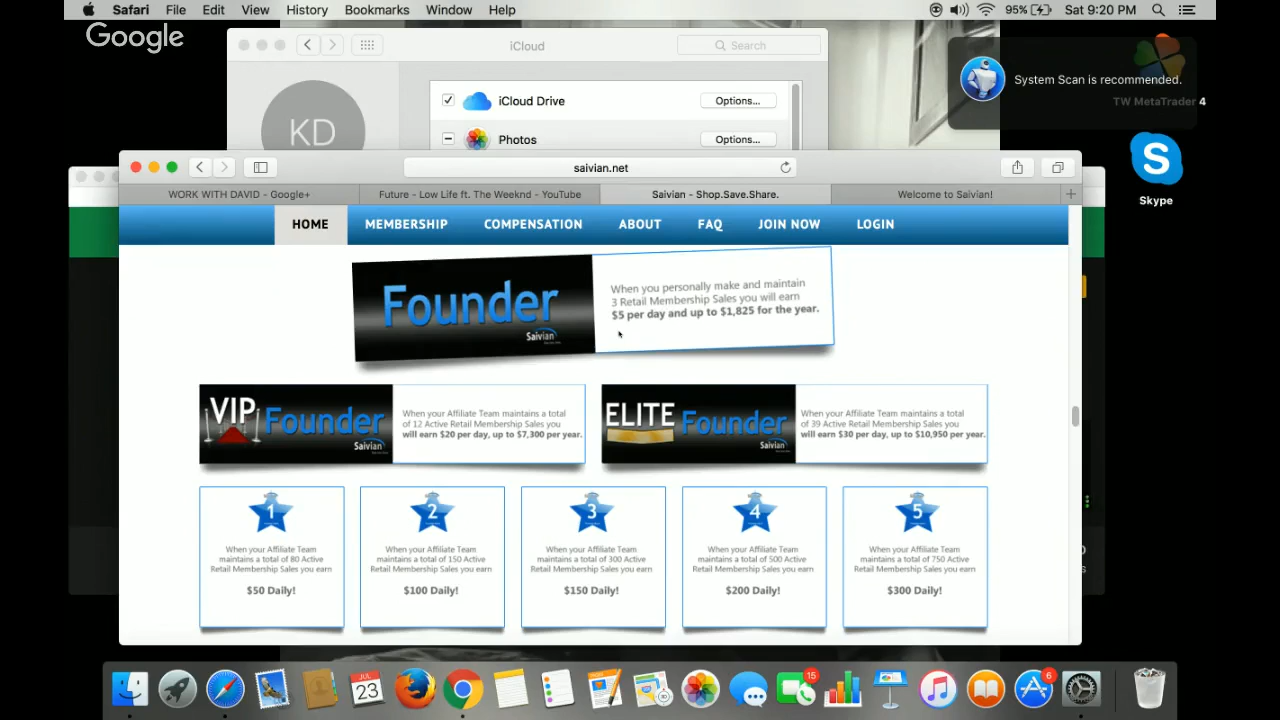 Safari File Edit View History Bookmarks Window Help 95% Sat 9:20 PM
Google
iCloud
Search
System Scan is recommended.
TW MetaTrader 4
KD
iCloud Drive
Options...
Photos
Options...
Skype
saivian.net
WORK WITH DAVID - Google+
Future - Low Life ft. The Weeknd - YouTube
Saivian - Shop.Save.Share.
Welcome to Saivian!
HOME MEMBERSHIP COMPENSATION ABOUT FAQ JOIN NOW LOGIN
Founder
Saivian
When you personally make and maintain
3 Retail Membership Sales you will earn
$5 per day and up to $1,825 for the year.
VIP Founder
Saivian
When your Affiliate Team maintains a total
of 12 Active Retail Membership Sales you
will earn $20 per day, up to $7,300 per year.
ELITE Founder
Saivian
When your Affiliate Team maintains a total
of 39 Active Retail Membership Sales you
will earn $30 per day, up to $10,950 per year.
1
When your Affiliate Team
maintains a total of 80 Active
Retail Membership Sales you earn
$50 Daily!
2
When your Affiliate Team
maintains a total of 150 Active
Retail Membership Sales you earn
$100 Daily!
3
When your Affiliate Team
maintains a total of 300 Active
Retail Membership Sales you earn
$150 Daily!
4
When your Affiliate Team
maintains a total of 500 Active
Retail Membership Sales you earn
$200 Daily!
5
When your Affiliate Team
maintains a total of 750 Active
Retail Membership Sales you earn
$300 Daily!
JUL
23
15
6